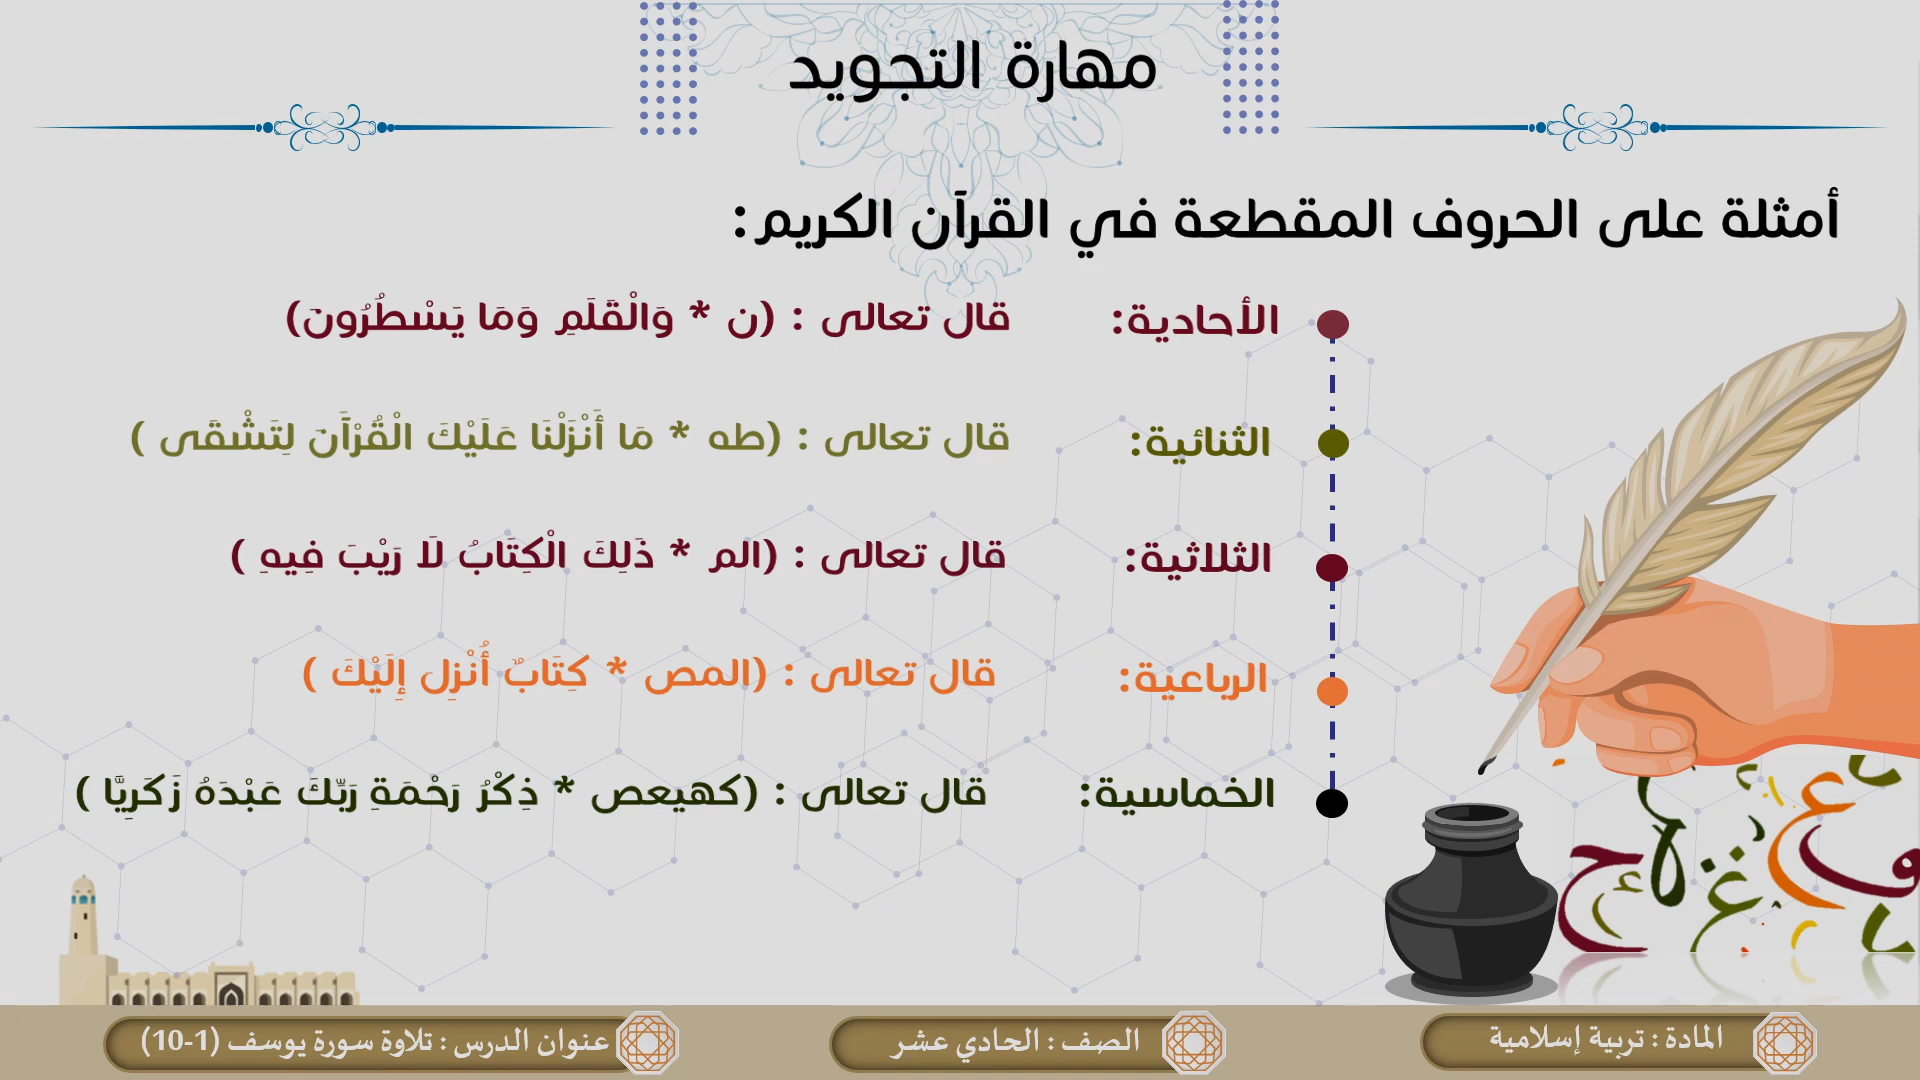 مهارة التجويد
أمثلة على الحروف المقطعة في القرآن الكريم:
الأحادية: قال تعالى : (ن * وَالْقَلَمِ وَمَا يَسْطُرُونَ)
الثنائية: قال تعالى : (طه * مَا أَنْزَلْنَا عَلَيْكَ الْقُرْآَنَ لِتَشْقَى )
الثلاثية: قال تعالى : (الم * ذَلِكَ الْكِتَابُ لَا رَيْبَ فِيهِ )
الرباعية: قال تعالى : (المص * كِتَابٌ أُنْزِل إِلَيْكَ )
الخماسية: قال تعالى : (كهيعص * ذِكْرُ رَحْمَةِ رَبِّكَ عَبْدَهُ زَكَرِيَّا )
المادة : تربية إسلامية
الصف : الحادي عشر
عنوان الدرس : تلاوة سورة يوسف (1-10)